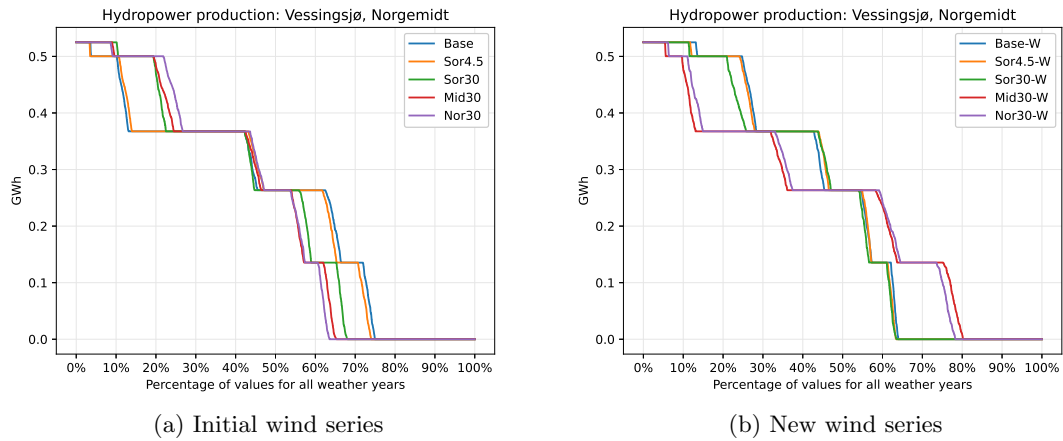 Hydropower production: Vessingsjø, Norgemidt
GWh
0.5
0.4
0.3
0.2
0.1
0.0
Base
Sor4.5
Sor30
Mid30
Nor30
0% 10% 20% 30% 40% 50% 60% 70% 80% 90% 100%
Percentage of values for all weather years
(a) Initial wind series
Hydropower production: Vessingsjø, Norgemidt
GWh
0.5
0.4
0.3
0.2
0.1
0.0
Base-W
Sor4.5-W
Sor30-W
Mid30-W
Nor30-W
0% 10% 20% 30% 40% 50% 60% 70% 80% 90% 100%
Percentage of values for all weather years
(b) New wind series